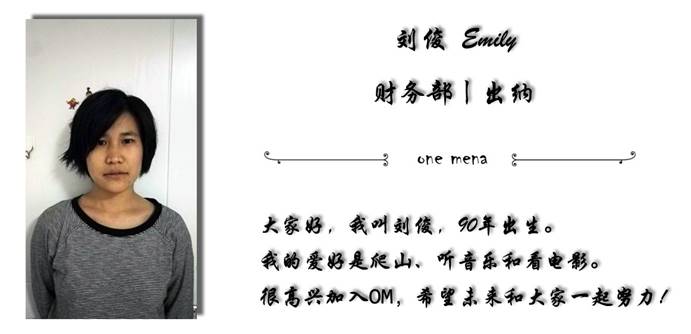 刘俊 Emily
财务部丨出纳
one mena
大家好，我叫刘俊，90年出生。
我的爱好是爬山、听音乐和看电影。
很高兴加入OM，希望未来和大家一起努力！